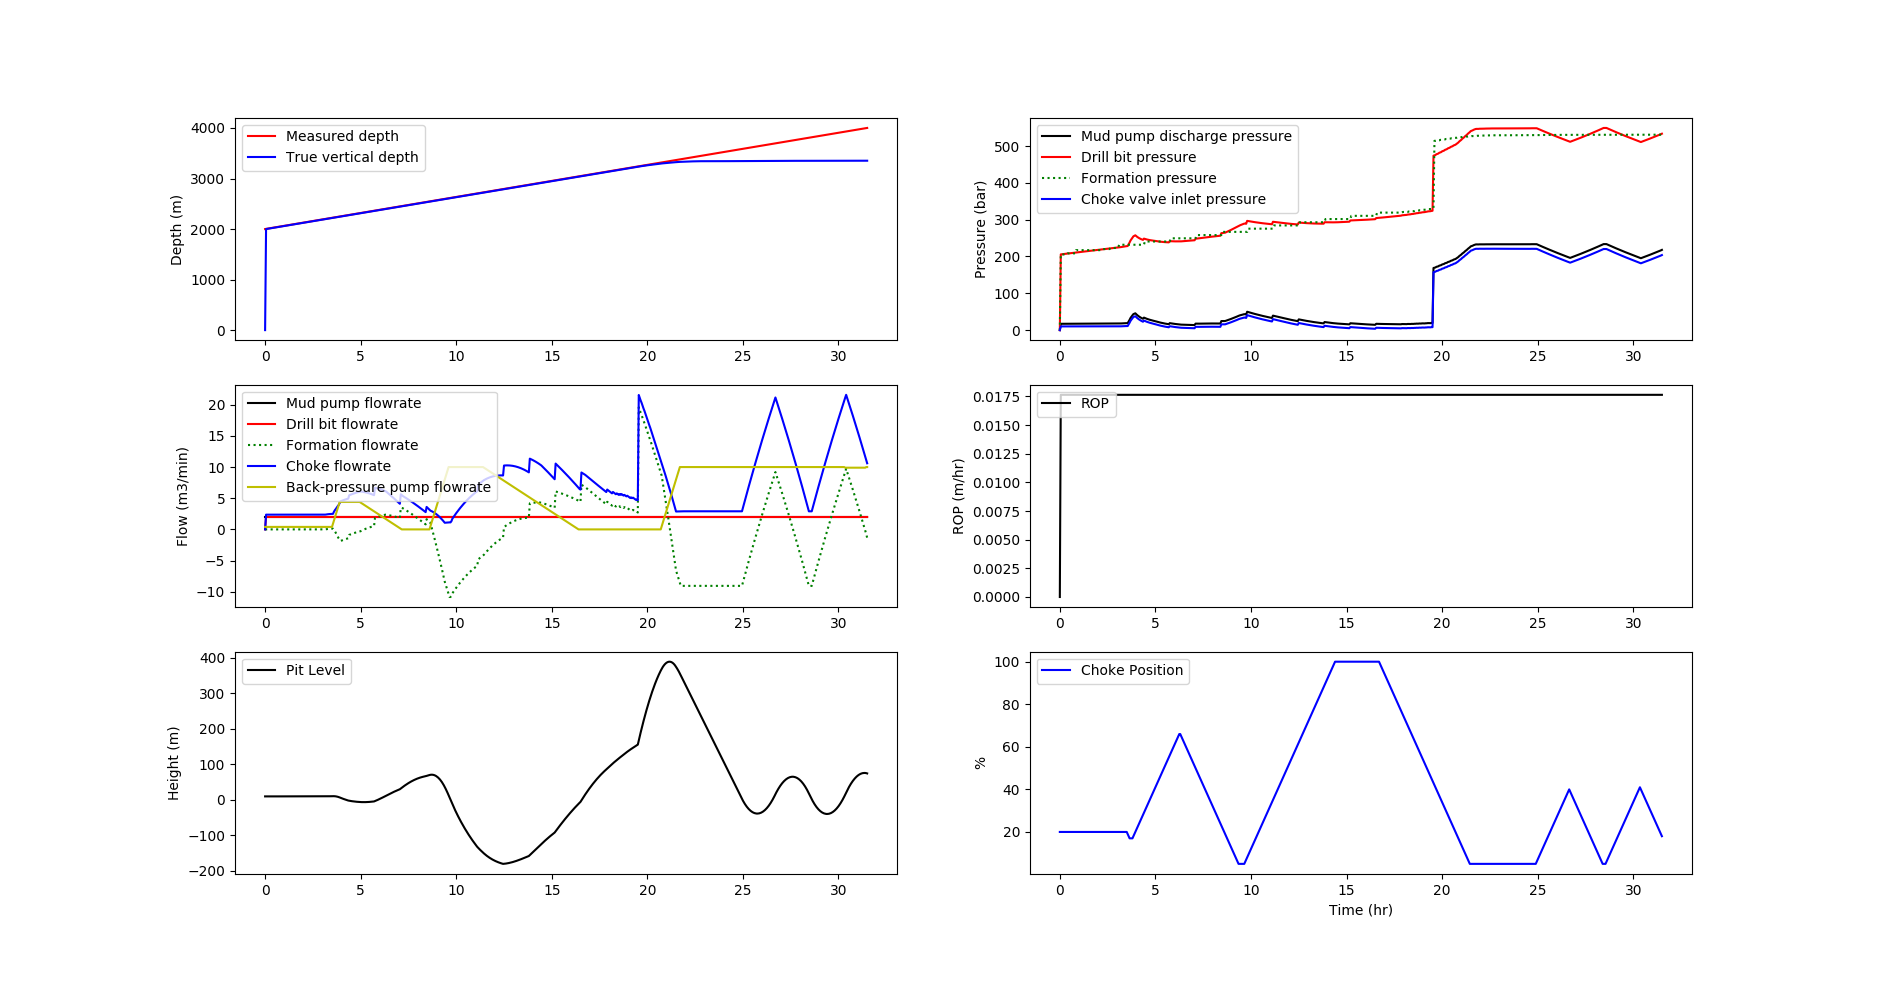 Measured depth
True vertical depth
Depth (m)
4000
3000
2000
1000
0
0 5 10 15 20 25 30
Mud pump discharge pressure
Drill bit pressure
Formation pressure
Choke valve inlet pressure
Pressure (bar)
500
400
300
200
100
0
0 5 10 15 20 25 30
Mud pump flowrate
Drill bit flowrate
Formation flowrate
Choke flowrate
Back-pressure pump flowrate
Flow (m3/min)
20
15
10
5
0
−5
−10
0 5 10 15 20 25 30
ROP
ROP (m/hr)
0.0175
0.0150
0.0125
0.0100
0.0075
0.0050
0.0025
0.0000
0 5 10 15 20 25 30
Pit Level
Height (m)
400
300
200
100
0
−100
−200
0 5 10 15 20 25 30
Choke Position
%
100
80
60
40
20
0 5 10 15 20 25 30
Time (hr)